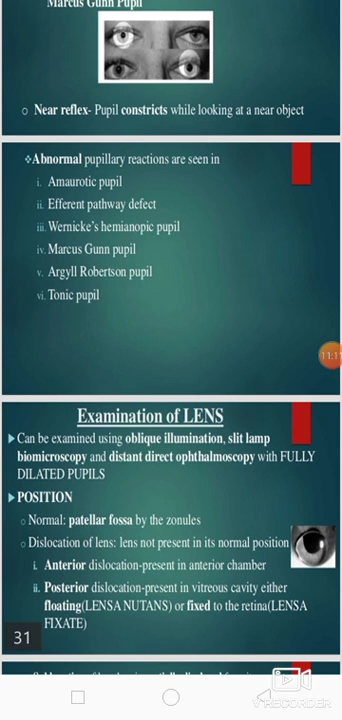 Marcus Gunn Pupil
o Near reflex- Pupil constricts while looking at a near object
❖Abnormal pupillary reactions are seen in
i. Amaurotic pupil
ii. Efferent pathway defect
iii. Wernicke's hemianopic pupil
iv. Marcus Gunn pupil
v. Argyll Robertson pupil
vi. Tonic pupil
11:11
Examination of LENS
Can be examined using oblique illumination, slit lamp
biomicroscopy and distant direct ophthalmoscopy with FULLY
DILATED PUPILS
POSITION
o Normal: patellar fossa by the zonules
o Dislocation of lens: lens not present in its normal position
i. Anterior dislocation-present in anterior chamber
ii. Posterior dislocation-present in vitreous cavity either
floating(LENSA NUTANS) or fixed to the retina(LENSA
FIXATE)
31
V RECORDER